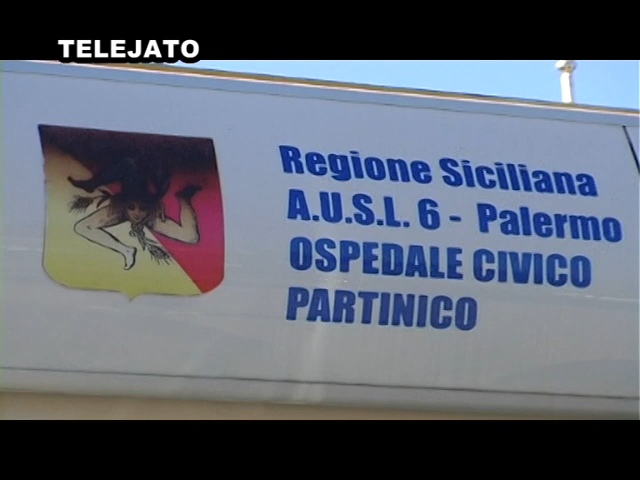 TELEJATO
Regione Siciliana
A.U.S.L. 6 - Palermo
OSPEDALE CIVICO
PARTINICO